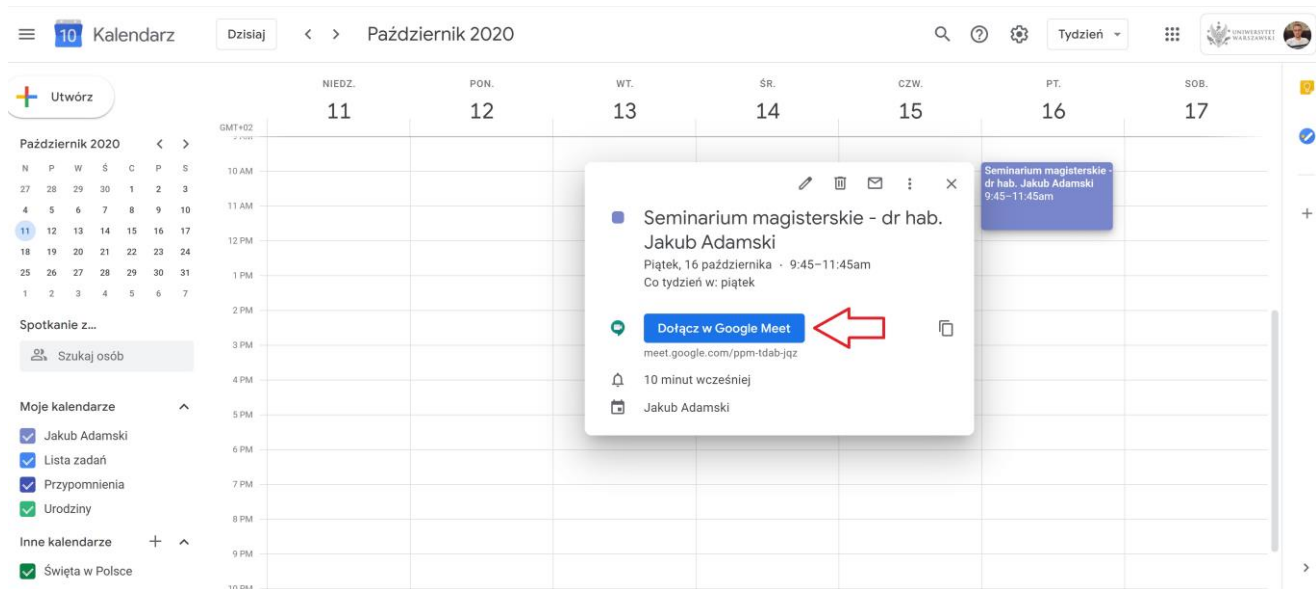 10 Kalendarz
Dzisiaj
Październik 2020
Tydzień
UNIWERSYTET
WARSZAWSKI
Utwórz
Październik 2020
N P W Ś C P S
27 28 29 30 1 2 3
4 5 6 7 8 9 10
11 12 13 14 15 16 17
18 19 20 21 22 23 24
25 26 27 28 29 30 31
1 2 3 4 5 6 7
Spotkanie z...
Szukaj osób
Moje kalendarze
Jakub Adamski
Lista zadań
Przypomnienia
Urodziny
Inne kalendarze
Święta w Polsce
NIEDZ. PON. WT. ŚR. CZW. PT. SOB.
11 12 13 14 15 16 17
GMT+02
10 AM
11 AM
12 PM
1 PM
2 PM
3 PM
4 PM
5 PM
6 PM
7 PM
8 PM
9 PM
10 PM
Seminarium magisterskie - dr hab.
Jakub Adamski
Piątek, 16 października · 9:45–11:45am
Co tydzień w: piątek
Dołącz w Google Meet
meet.google.com/ppm-tdab-jqz
10 minut wcześniej
Jakub Adamski
Seminarium magisterskie -
dr hab. Jakub Adamski
9:45–11:45am